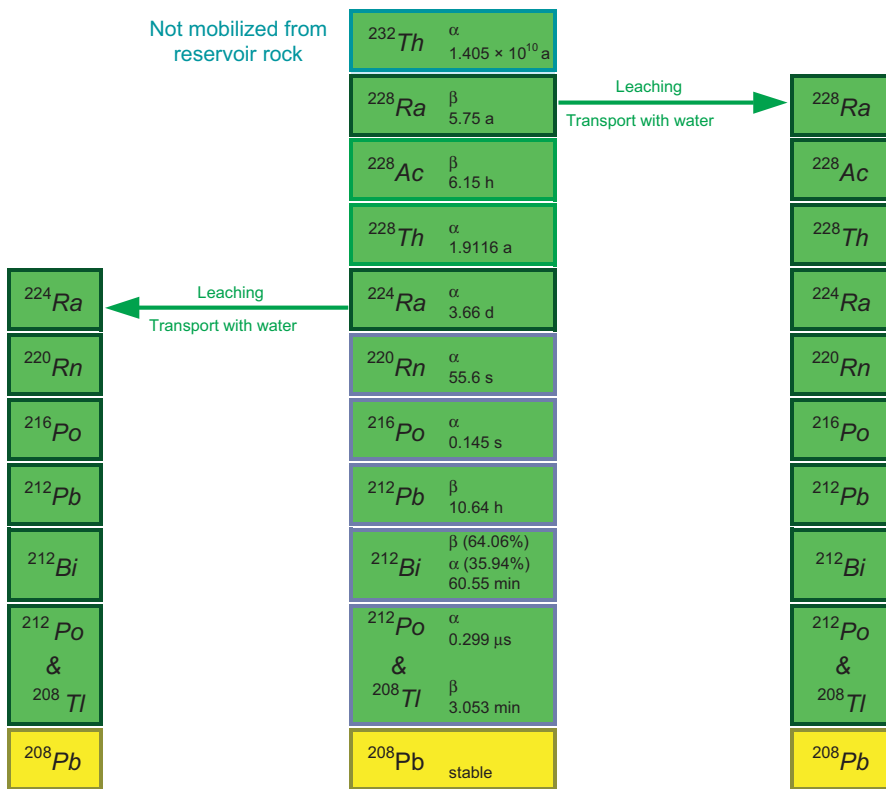 Not mobilized from
reservoir rock
²³²Th α
1.405 × 10¹⁰ a
²²⁸Ra β
5.75 a
Leaching
Transport with water
²²⁸Ra
²²⁸Ac β
6.15 h
²²⁸Ac
²²⁸Th α
1.9116 a
²²⁸Th
²²⁴Ra
Leaching
Transport with water
²²⁴Ra α
3.66 d
²²⁴Ra
²²⁰Rn
²²⁰Rn α
55.6 s
²²⁰Rn
²¹⁶Po
²¹⁶Po α
0.145 s
²¹⁶Po
²¹²Pb
²¹²Pb β
10.64 h
²¹²Pb
²¹²Bi
²¹²Bi β (64.06%)
α (35.94%)
60.55 min
²¹²Bi
²¹²Po
&
²⁰⁸Tl
²¹²Po α
0.299 µs
&
²⁰⁸Tl β
3.053 min
²¹²Po
&
²⁰⁸Tl
²⁰⁸Pb
²⁰⁸Pb stable
²⁰⁸Pb